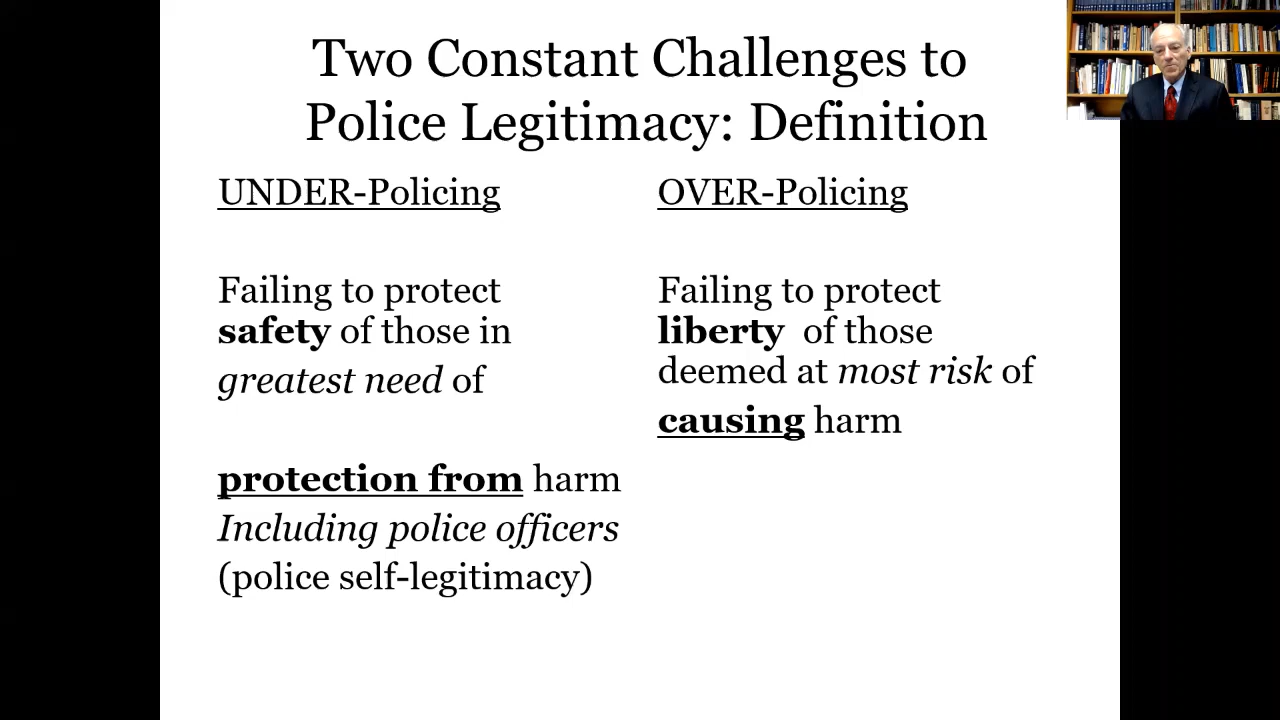 Two Constant Challenges to
Police Legitimacy: Definition
UNDER-Policing
Failing to protect
safety of those in
greatest need of
protection from harm
Including police officers
(police self-legitimacy)
OVER-Policing
Failing to protect
liberty of those
deemed at most risk of
causing harm